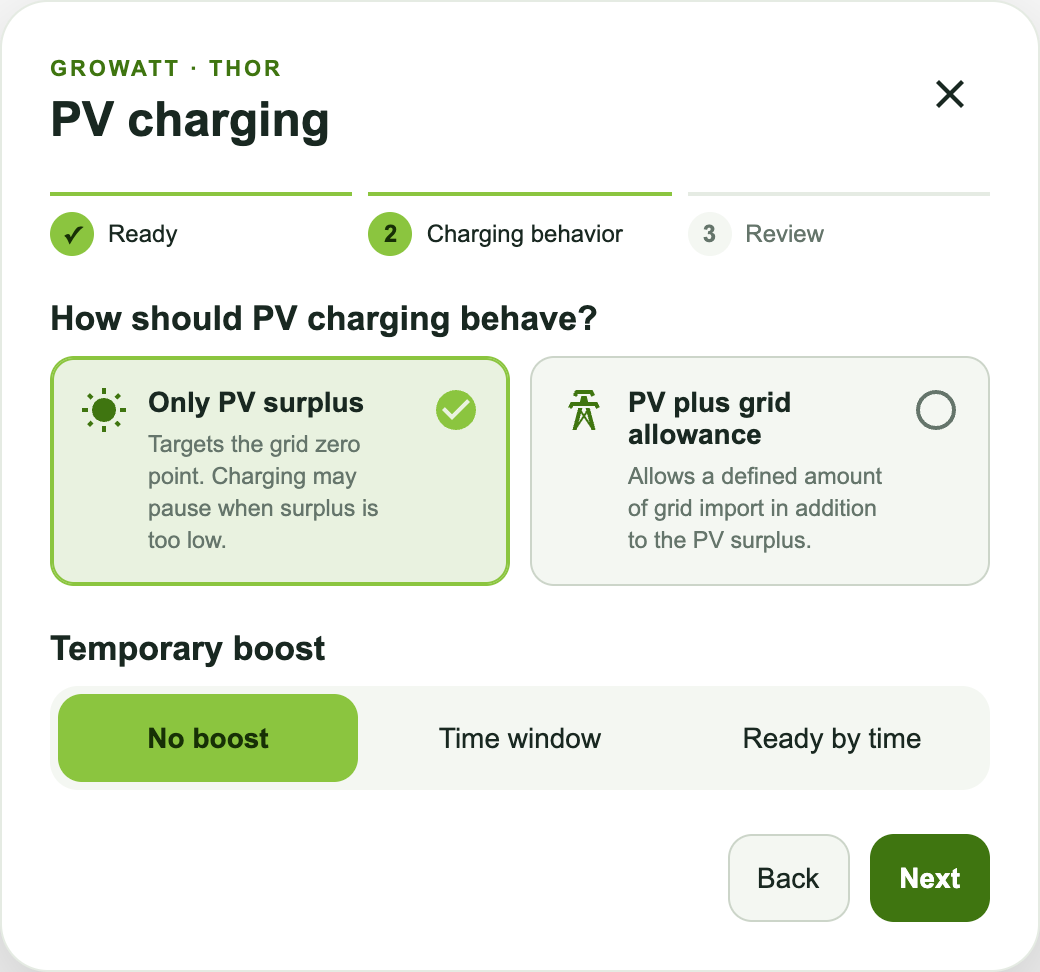 GROWATT · THOR
PV charging
✓ Ready
2 Charging behavior
3 Review
How should PV charging behave?
Only PV surplus
Targets the grid zero
point. Charging may
pause when surplus is
too low.
PV plus grid
allowance
Allows a defined amount
of grid import in addition
to the PV surplus.
Temporary boost
No boost
Time window
Ready by time
Back
Next